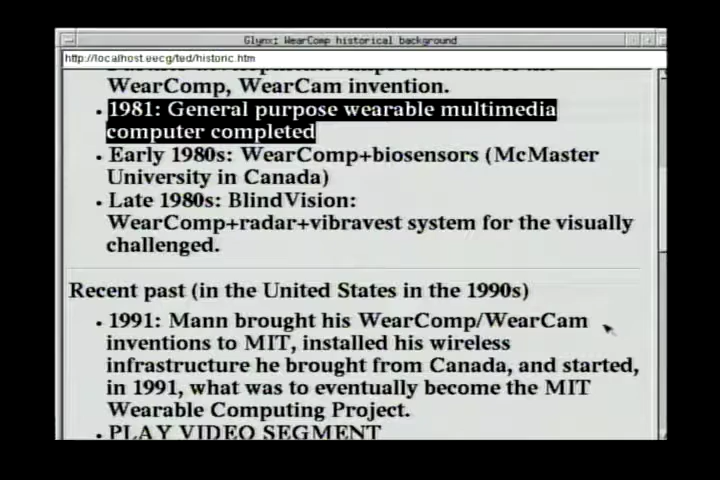 Glynx: WearComp historical background
http://localhost.eecg/ted/historic.htm
WearComp, WearCam invention.
• 1981: General purpose wearable multimedia
computer completed
• Early 1980s: WearComp+biosensors (McMaster
University in Canada)
• Late 1980s: BlindVision:
WearComp+radar+vibravest system for the visually
challenged.
Recent past (in the United States in the 1990s)
• 1991: Mann brought his WearComp/WearCam
inventions to MIT, installed his wireless
infrastructure he brought from Canada, and started,
in 1991, what was to eventually become the MIT
Wearable Computing Project.
• PLAY VIDEO SEGMENT